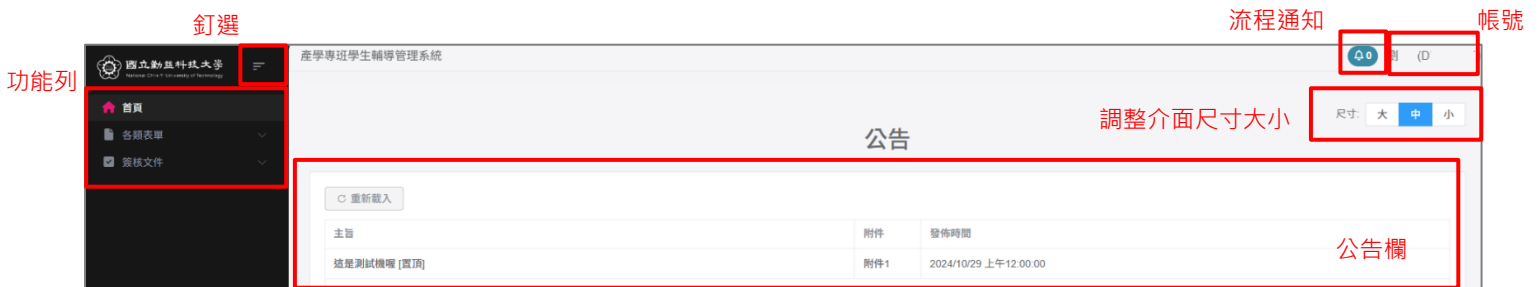 釘選
流程通知
帳號
功能列
國立勤益科技大學
National Chin-Yi University of Technology
產學專班學生輔導管理系統
0
(D
首頁
各類表單
簽核文件
調整介面尺寸大小
尺寸: 大 中 小
公告
重新載入
主旨 附件 發佈時間
這是測試機喔 [置頂] 附件1 2024/10/29 上午12:00:00
公告欄